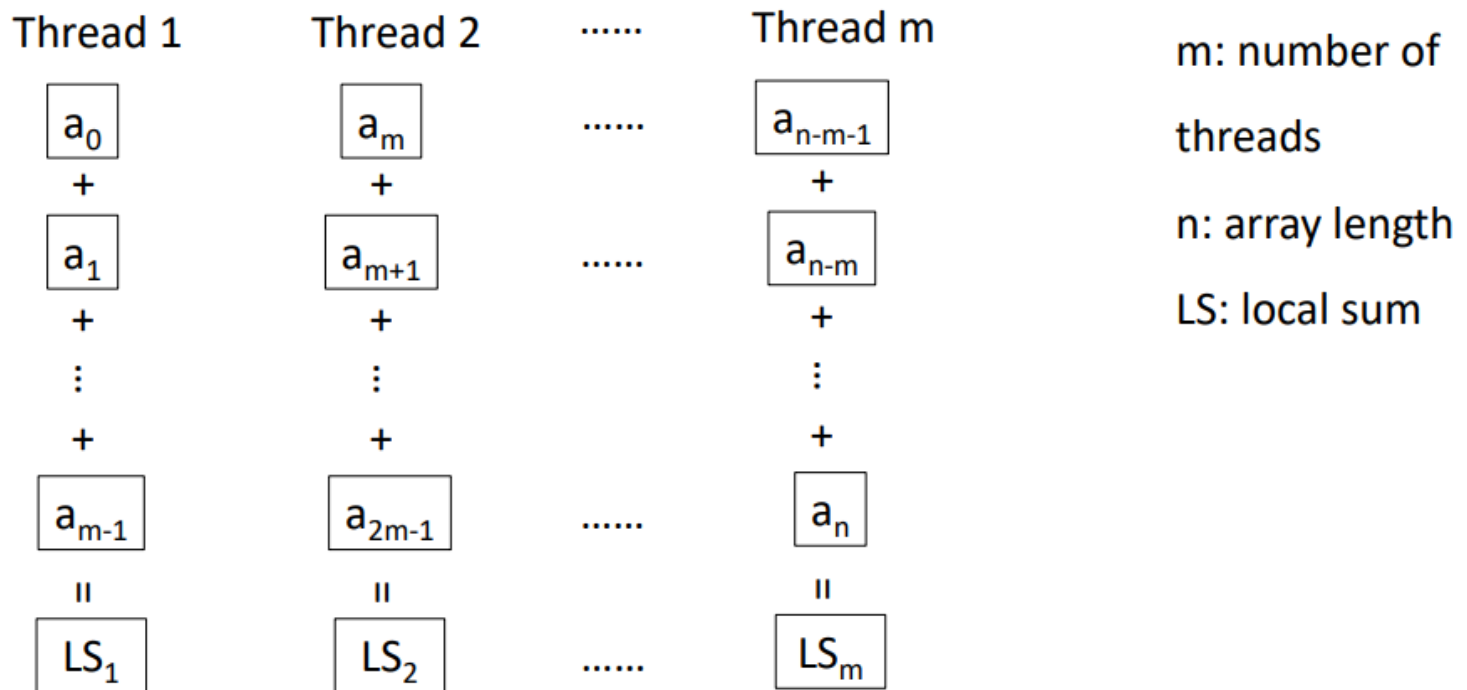 Thread 1 Thread 2 ...... Thread m
a₀ aₘ ...... aₙ₋ₘ₋₁
+ + +
a₁ aₘ₊₁ ...... aₙ₋ₘ
+ + +
⋮ ⋮ ⋮
+ + +
aₘ₋₁ a₂ₘ₋₁ ...... aₙ
= = =
LS₁ LS₂ ...... LSₘ
m: number of
threads
n: array length
LS: local sum